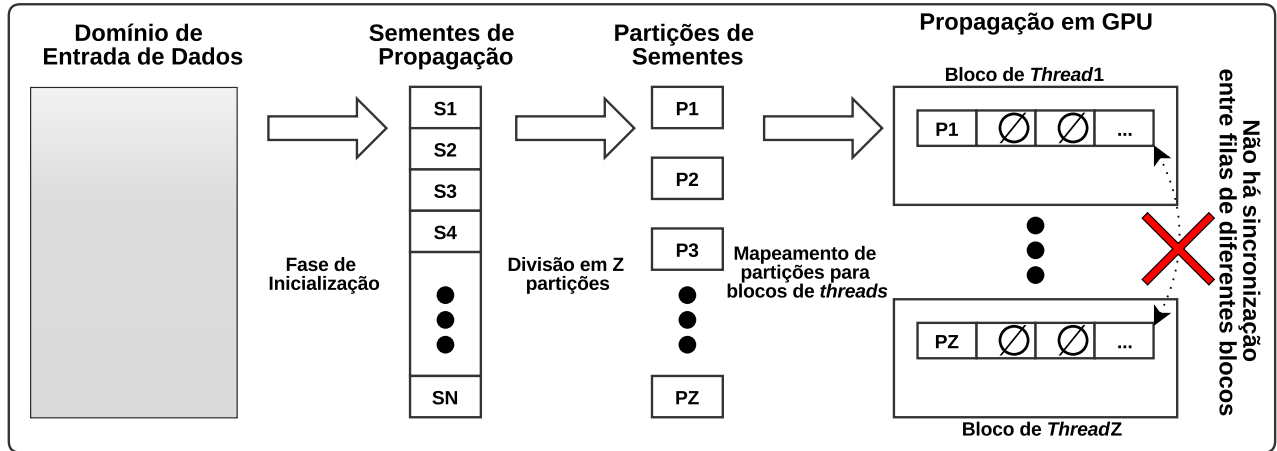 Domínio de
Entrada de Dados
Sementes de
Propagação
Partições de
Sementes
Propagação em GPU
S1
S2
S3
S4
SN
Fase de
Inicialização
Divisão em Z
partições
P1
P2
P3
PZ
Mapeamento de
partições para
blocos de threads
Bloco de Thread1
P1 ∅ ∅ ...
PZ ∅ ∅ ...
Bloco de ThreadZ
Não há sincronização
entre filas de diferentes blocos